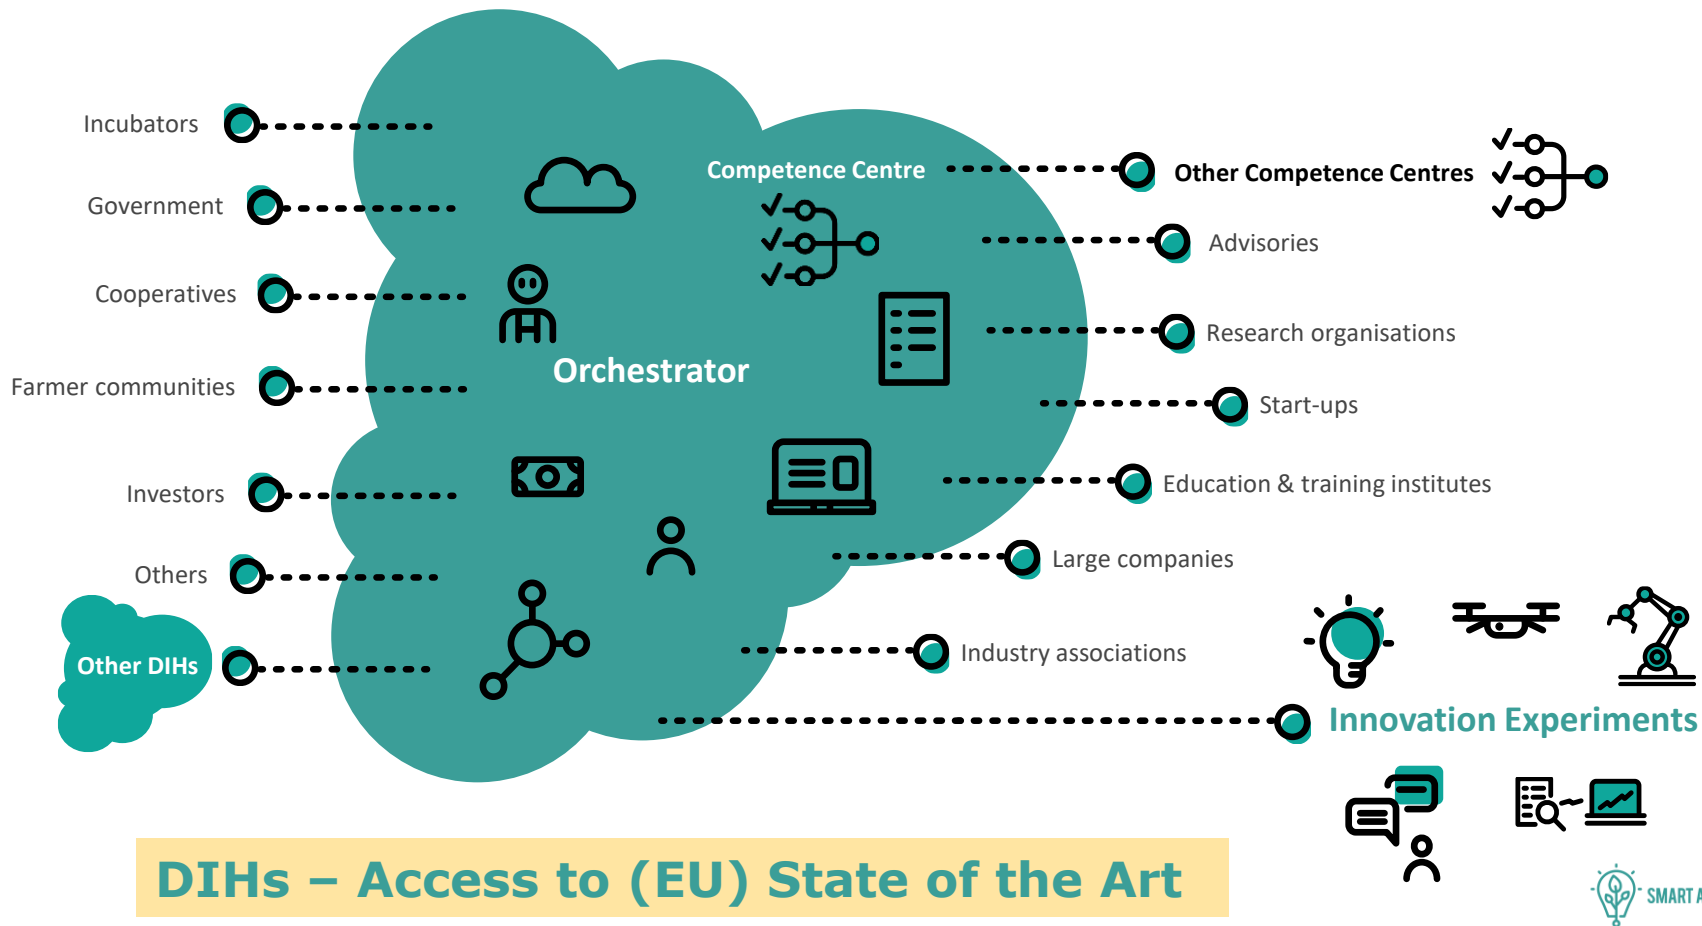 Incubators
Government
Cooperatives
Farmer communities
Investors
Others
Other DIHs
Competence Centre
Orchestrator
Other Competence Centres
Advisories
Research organisations
Start-ups
Education & training institutes
Large companies
Industry associations
Innovation Experiments
DIHs – Access to (EU) State of the Art
SMART A